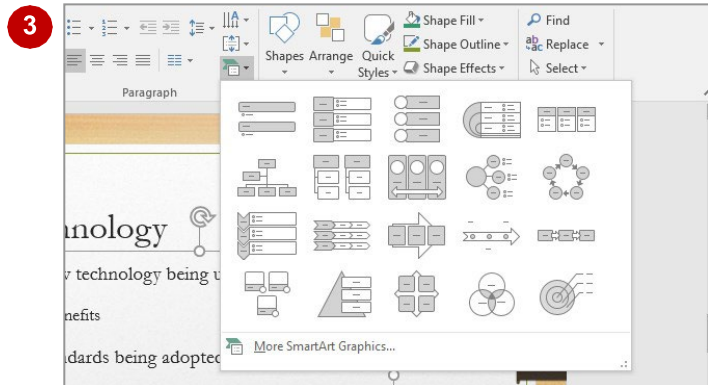 3
Shape Fill
Shapes Arrange Quick Styles
Shape Outline
Shape Effects
Find
Replace
Select
Paragraph
nnology
technology being u
nefits
dards being adopted
More SmartArt Graphics...